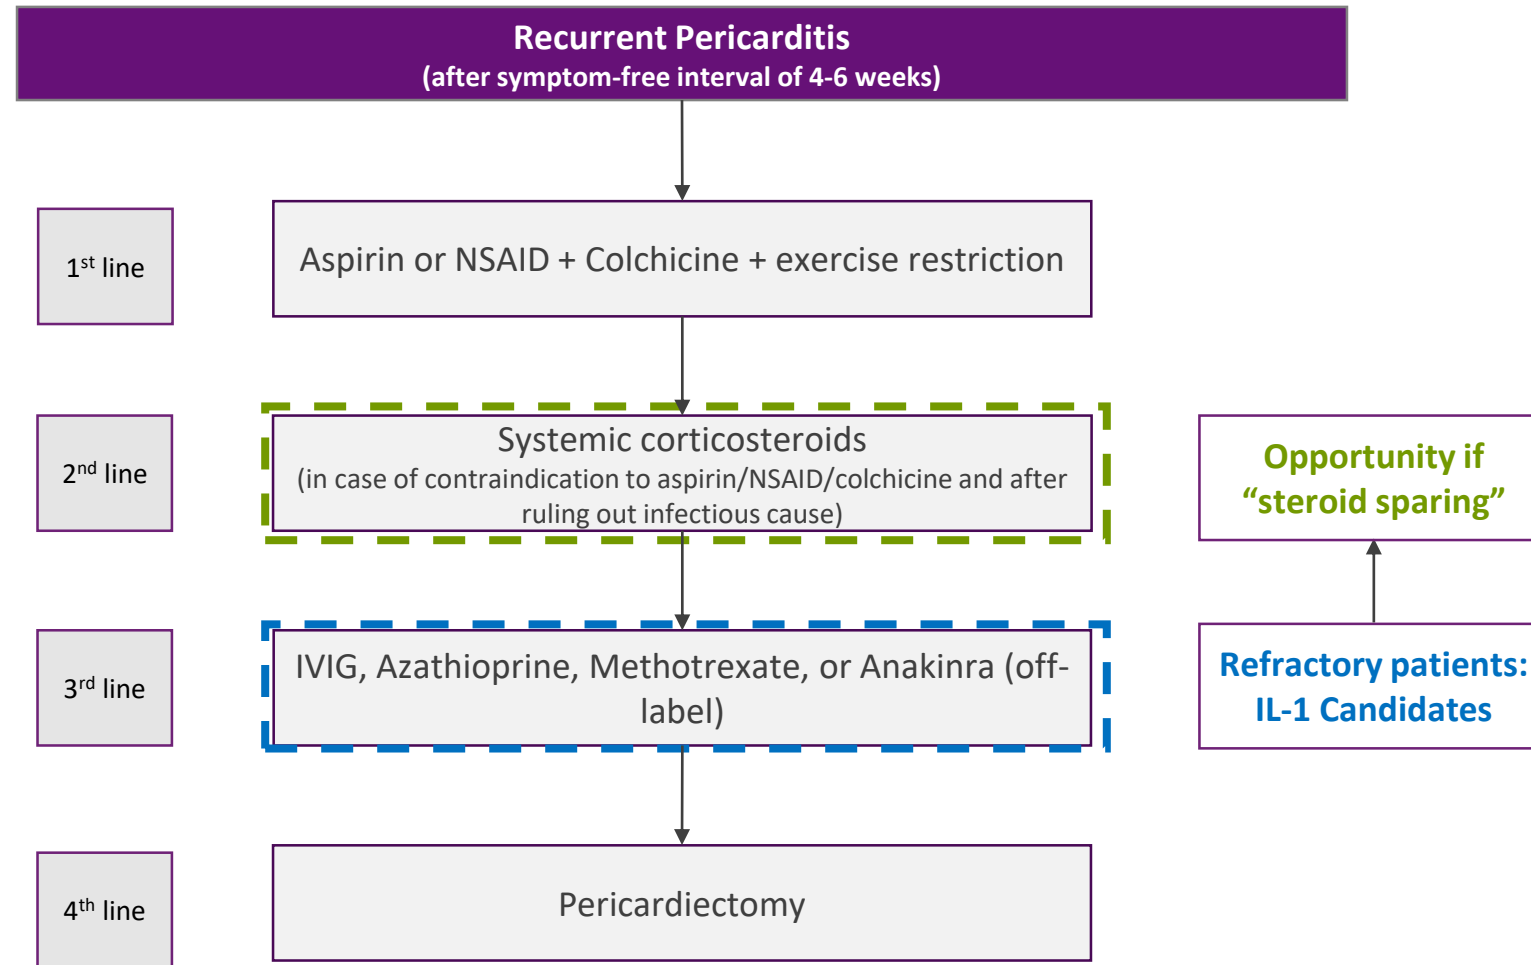 Recurrent Pericarditis
(after symptom-free interval of 4-6 weeks)
1st line
Aspirin or NSAID + Colchicine + exercise restriction
2nd line
Systemic corticosteroids
(in case of contraindication to aspirin/NSAID/colchicine and after
ruling out infectious cause)
Opportunity if
“steroid sparing”
3rd line
IVIG, Azathioprine, Methotrexate, or Anakinra (off-
label)
Refractory patients:
IL-1 Candidates
4th line
Pericardiectomy